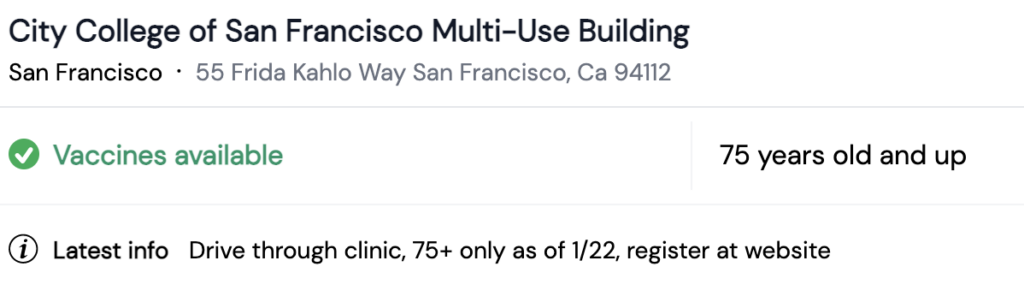 City College of San Francisco Multi-Use Building
San Francisco · 55 Frida Kahlo Way San Francisco, Ca 94112
Vaccines available
75 years old and up
Latest info Drive through clinic, 75+ only as of 1/22, register at website